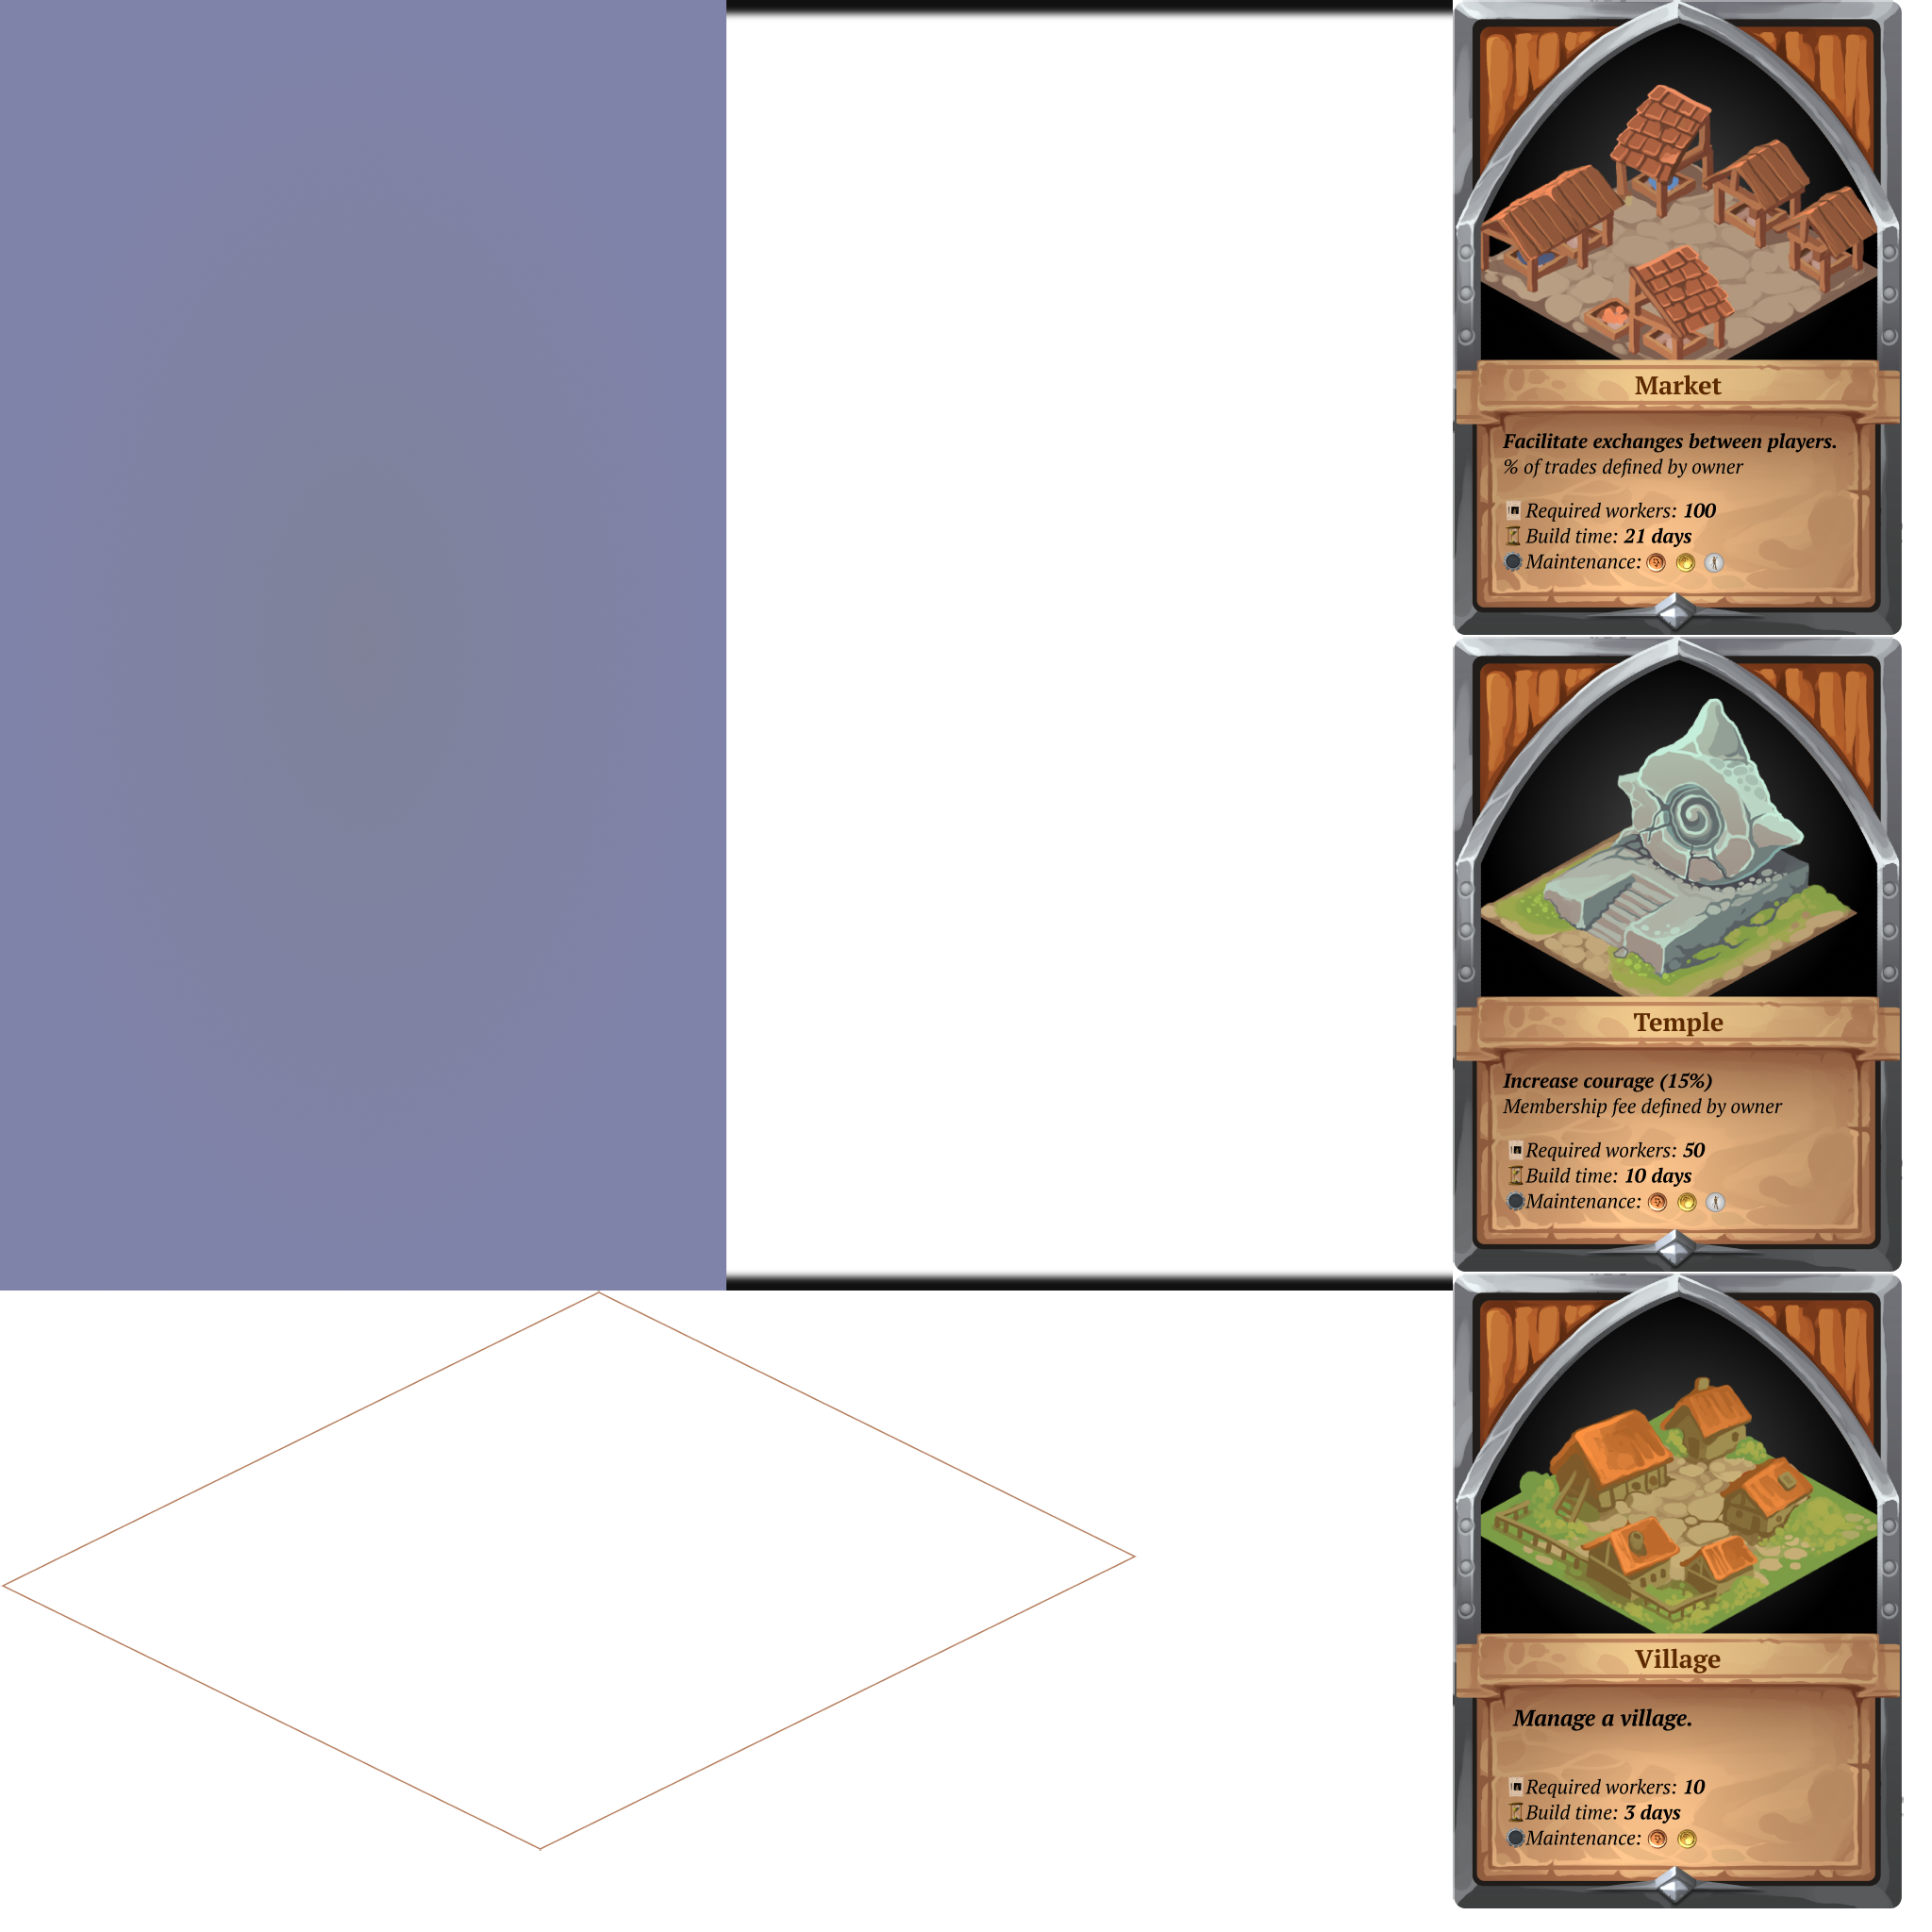 Market
Facilitate exchanges between players.
% of trades defined by owner
Required workers: 100
Build time: 21 days
Maintenance:
Temple
Increase courage (15%)
Membership fee defined by owner
Required workers: 50
Build time: 10 days
Maintenance:
Village
Manage a village.
Required workers: 10
Build time: 3 days
Maintenance: